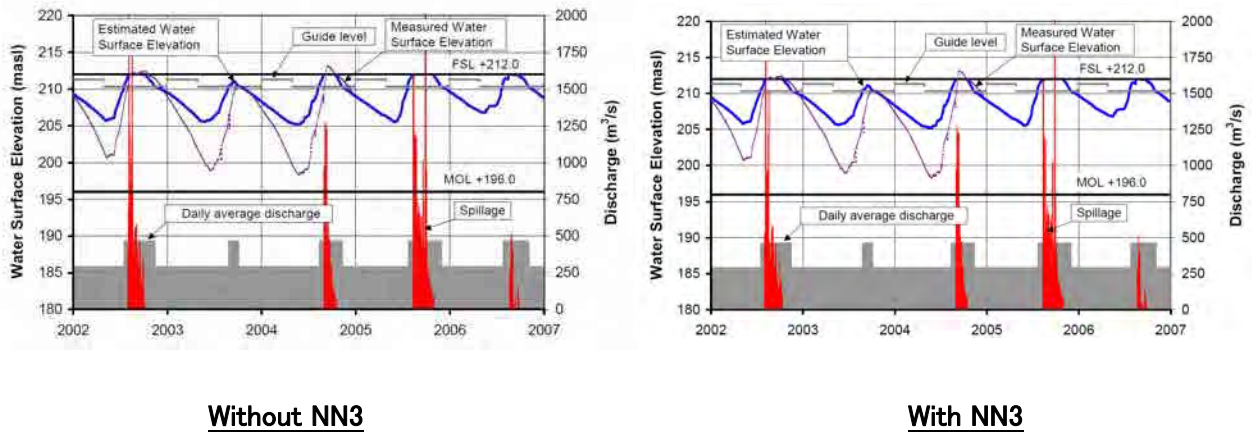 220
215
210
205
200
195
190
185
180
Water Surface Elevation (masl)
2002
2003
2004
2005
2006
2007
2000
1750
1500
1250
1000
750
500
250
0
Discharge (m³/s)
Estimated Water
Surface Elevation
Guide level
Measured Water
Surface Elevation
FSL +212.0
MOL +196.0
Daily average discharge
Spillage
Without NN3
220
215
210
205
200
195
190
185
180
Water Surface Elevation (masl)
2002
2003
2004
2005
2006
2007
2000
1750
1500
1250
1000
750
500
250
0
Discharge (m³/s)
Estimated Water
Surface Elevation
Guide level
Measured Water
Surface Elevation
FSL +212.0
MOL +196.0
Daily average discharge
Spillage
With NN3